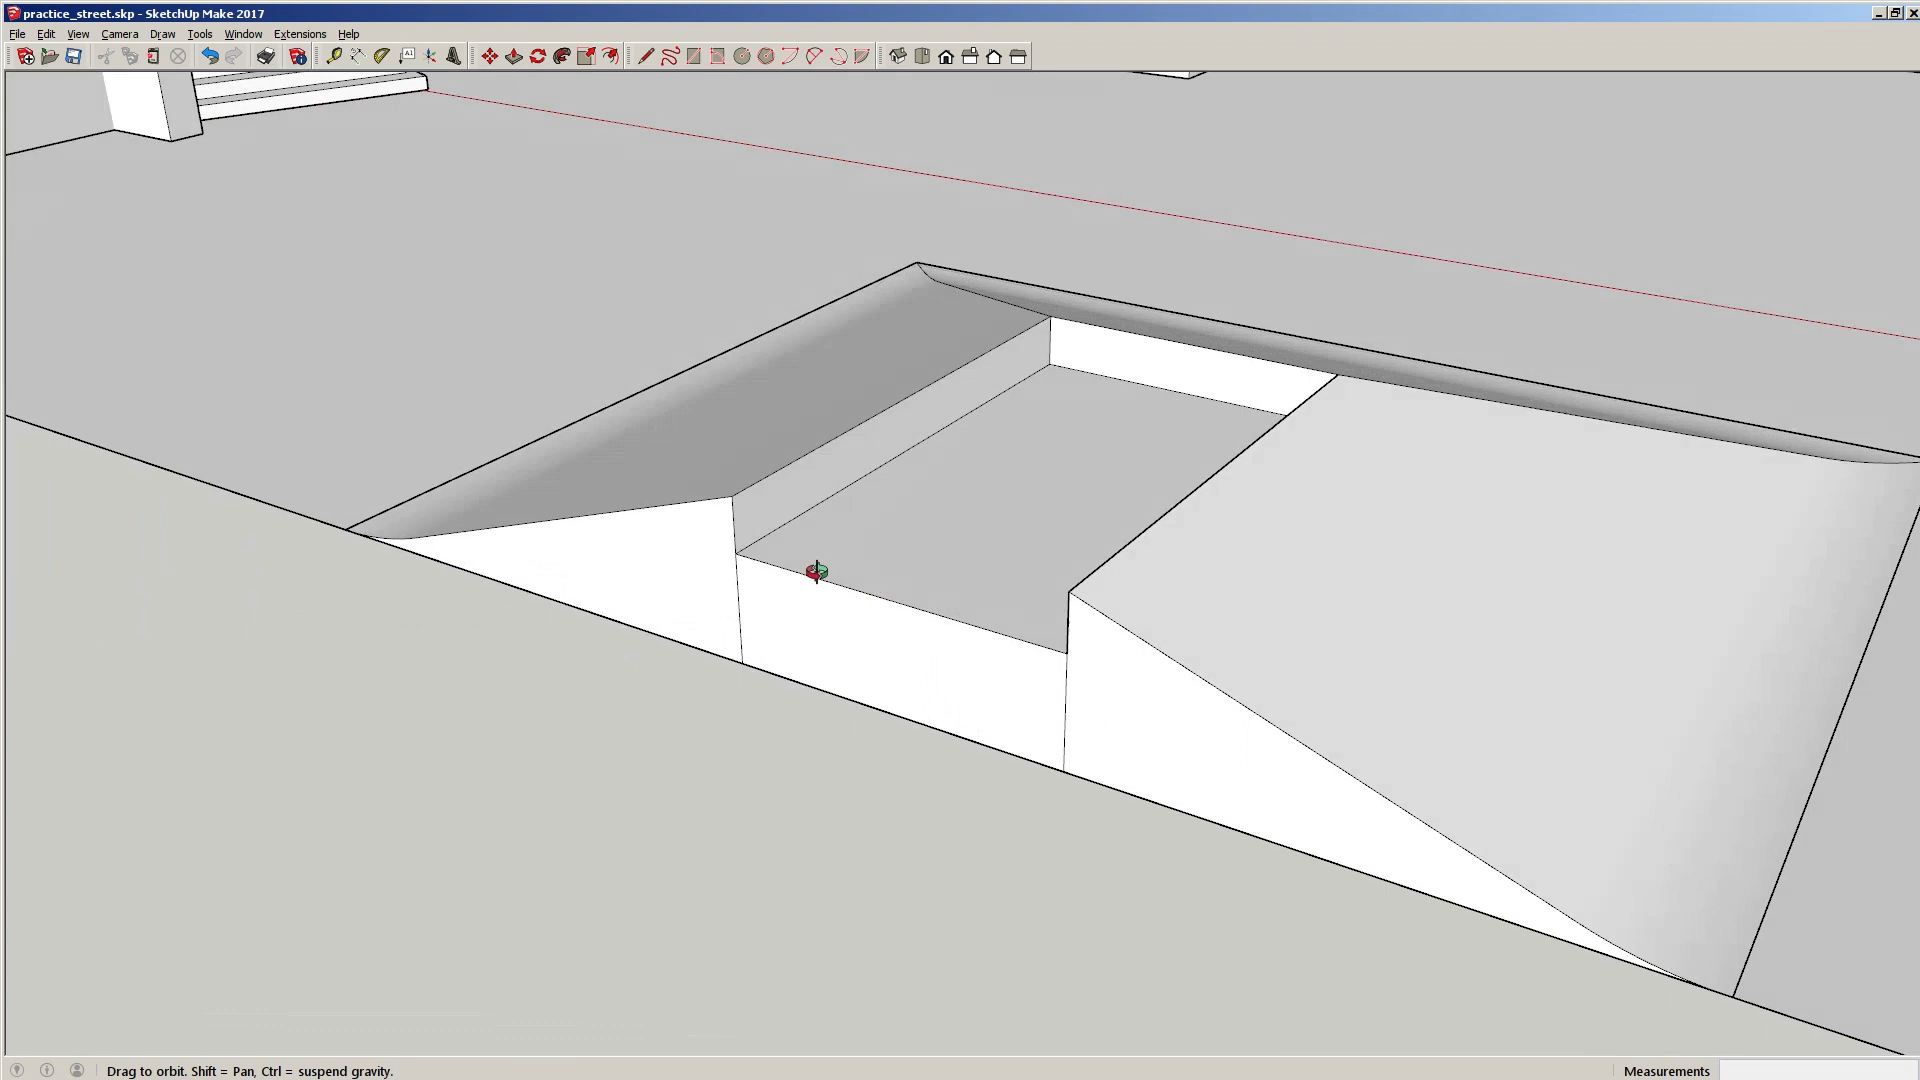 practice_street.skp - SketchUp Make 2017
File Edit View Camera Draw Tools Window Extensions Help
A1
Drag to orbit. Shift = Pan, Ctrl = suspend gravity.
Measurements